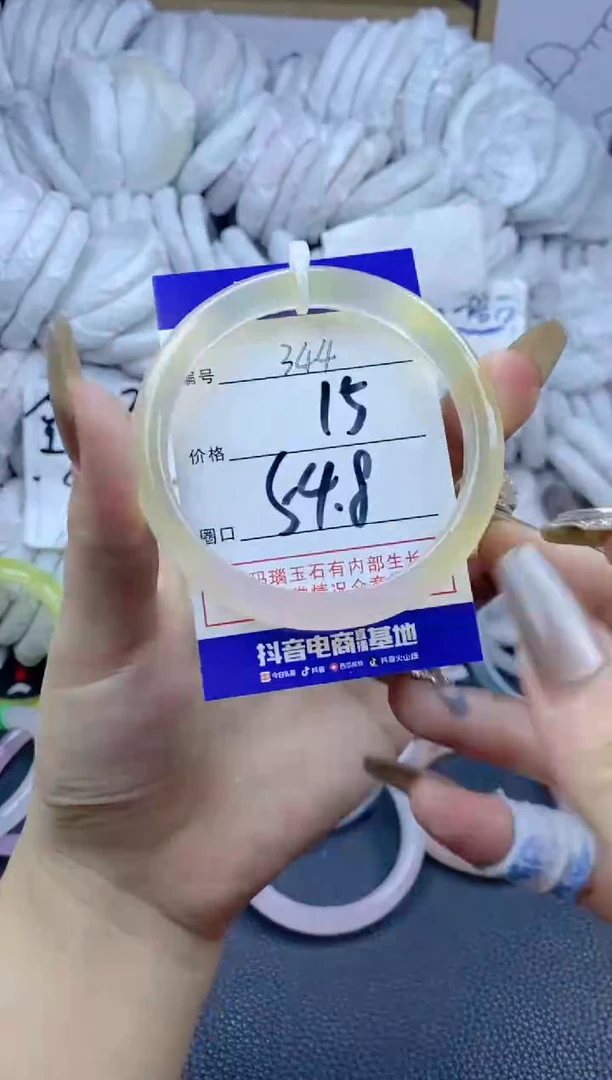 编号 344
15
价格
54.8
圈口
玛瑙玉石有内部生长
抖音电商直播基地
今日头条 抖音 西瓜视频 抖音火山版